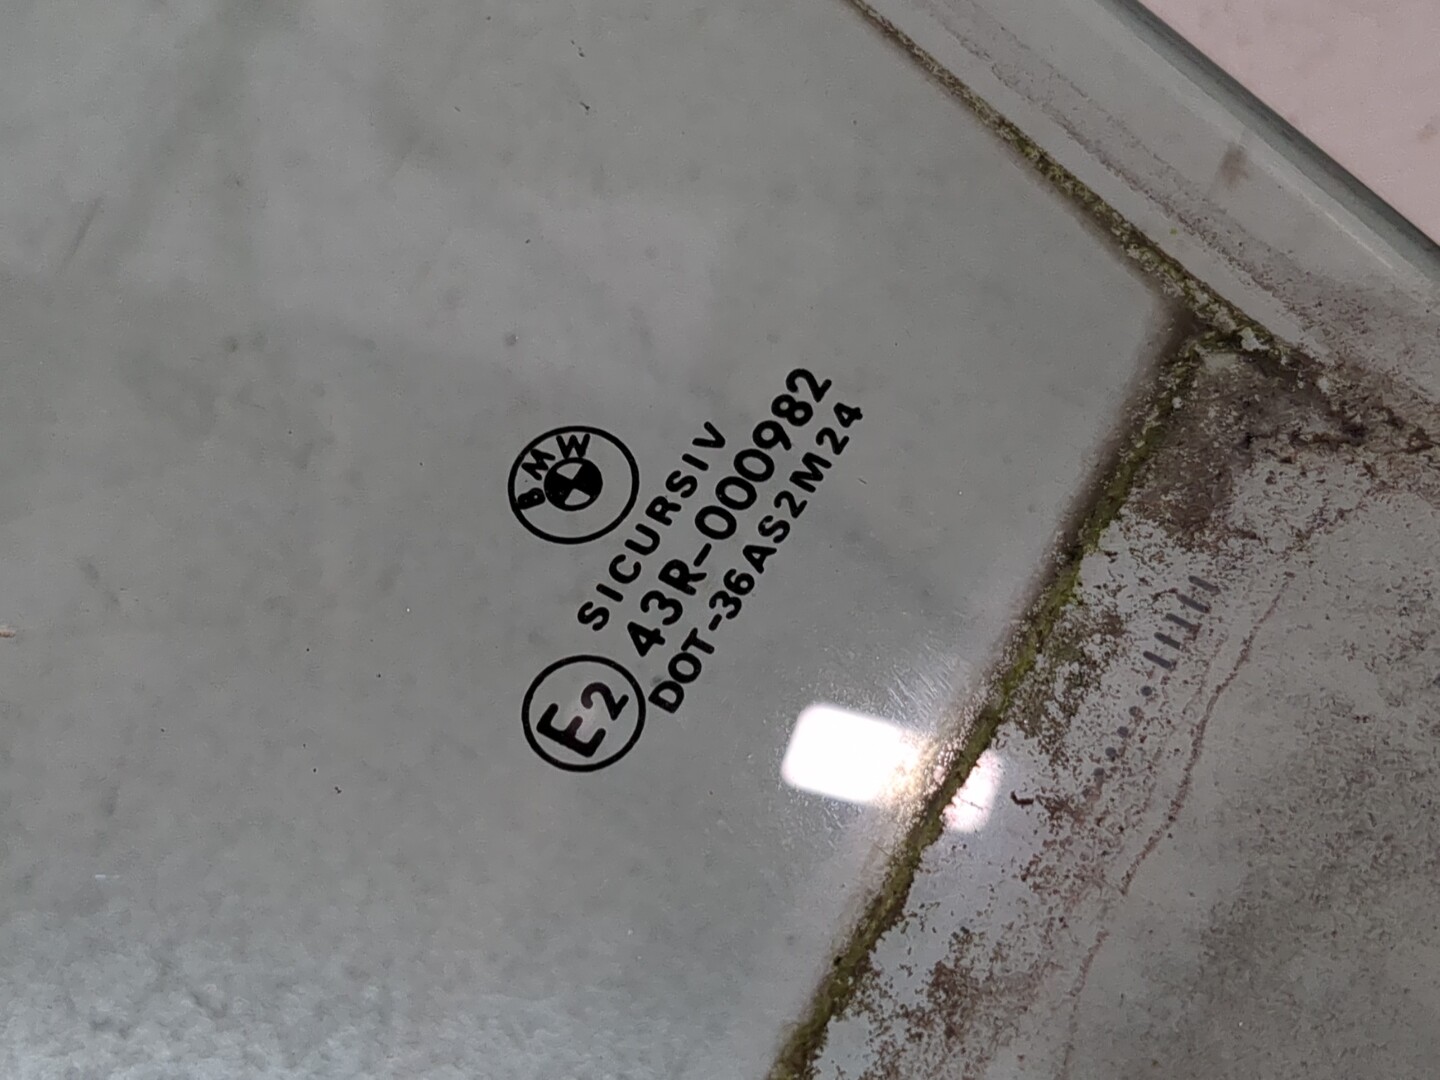 BMW
SICURSIV
E2
43R-000982
DOT-36AS2M24